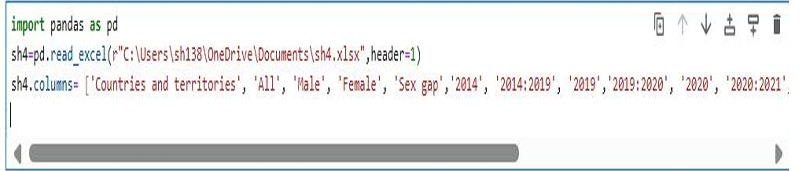 import pandas as pd
sh4=pd.read_excel(r"C:\Users\sh138\OneDrive\Documents\sh4.xlsx",header=1)
sh4.columns= ['Countries and territories', 'All', 'Male', 'Female', 'Sex gap','2014', '2014:2019', '2019','2019:2020', '2020', '2020:2021',